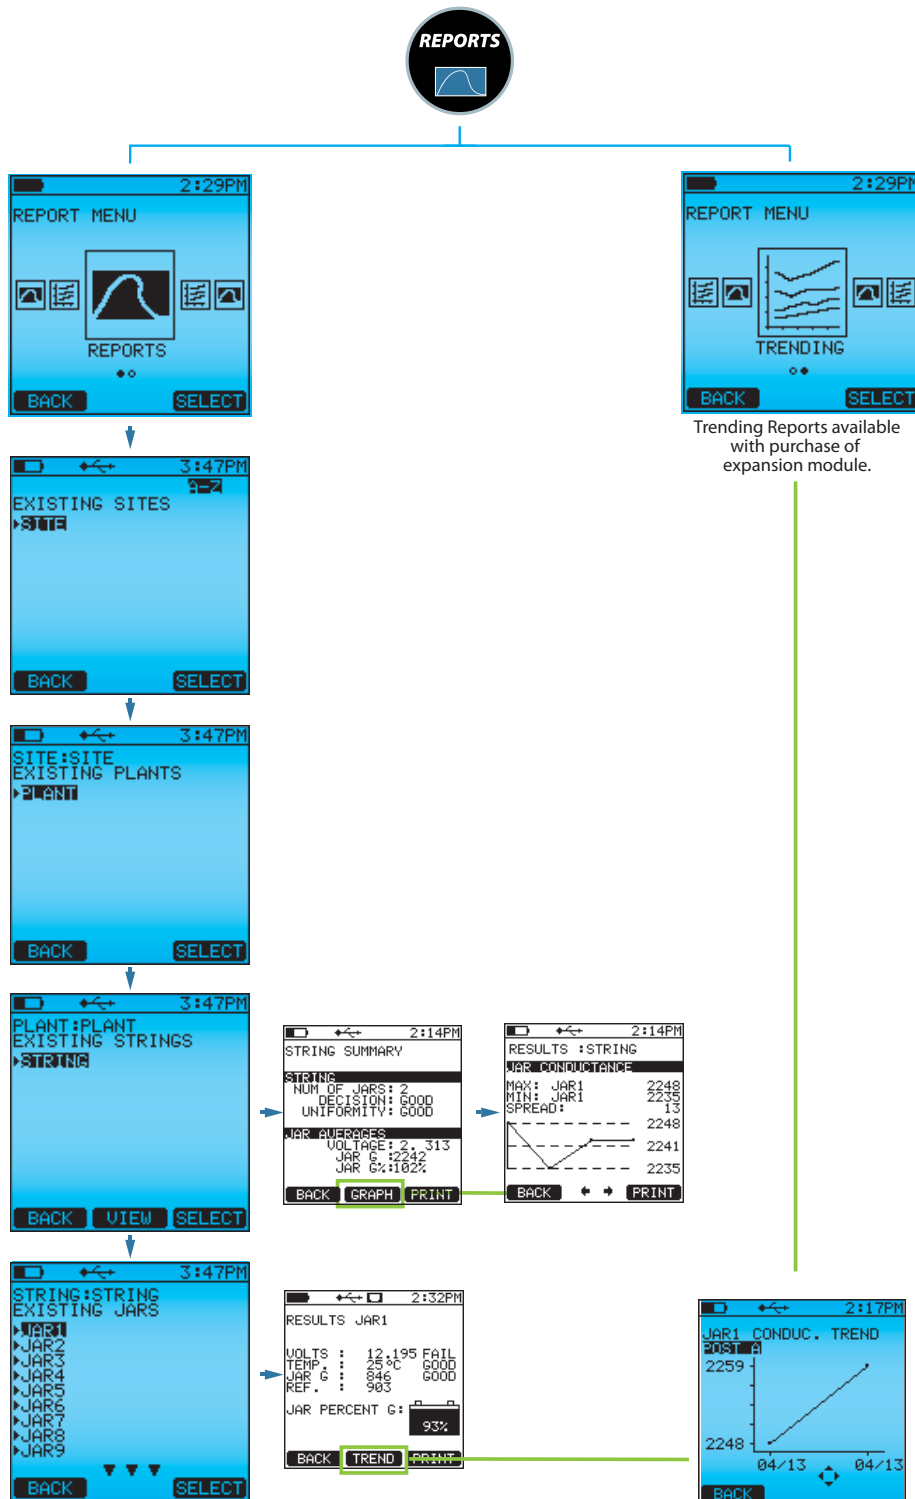 REPORTS
2:29PM
REPORT MENU
REPORTS
BACK SELECT
2:29PM
REPORT MENU
TRENDING
BACK SELECT
Trending Reports available
with purchase of
expansion module.
3:47PM
A-Z
EXISTING SITES
SITE
BACK SELECT
3:47PM
SITE:SITE
EXISTING PLANTS
PLANT
BACK SELECT
3:47PM
PLANT:PLANT
EXISTING STRINGS
STRING
BACK VIEW SELECT
2:14PM
STRING SUMMARY
STRING
NUM OF JARS: 2
DECISION: GOOD
UNIFORMITY: GOOD
JAR AVERAGES
VOLTAGE: 2. 313
JAR G :2242
JAR G%:102%
BACK GRAPH PRINT
2:14PM
RESULTS :STRING
JAR CONDUCTANCE
MAX: JAR1 2248
MIN: JAR1 2235
SPREAD: 13
2248
2241
2235
BACK PRINT
3:47PM
STRING:STRING
EXISTING JARS
JAR1
JAR2
JAR3
JAR4
JAR5
JAR6
JAR7
JAR8
JAR9
BACK SELECT
2:32PM
RESULTS JAR1
VOLTS : 12.195 FAIL
TEMP. : 25°C GOOD
JAR G : 846 GOOD
REF. : 903
JAR PERCENT G:
93%
BACK TREND PRINT
2:17PM
JAR1 CONDUC. TREND
POST A
2259
2248
04/13 04/13
BACK